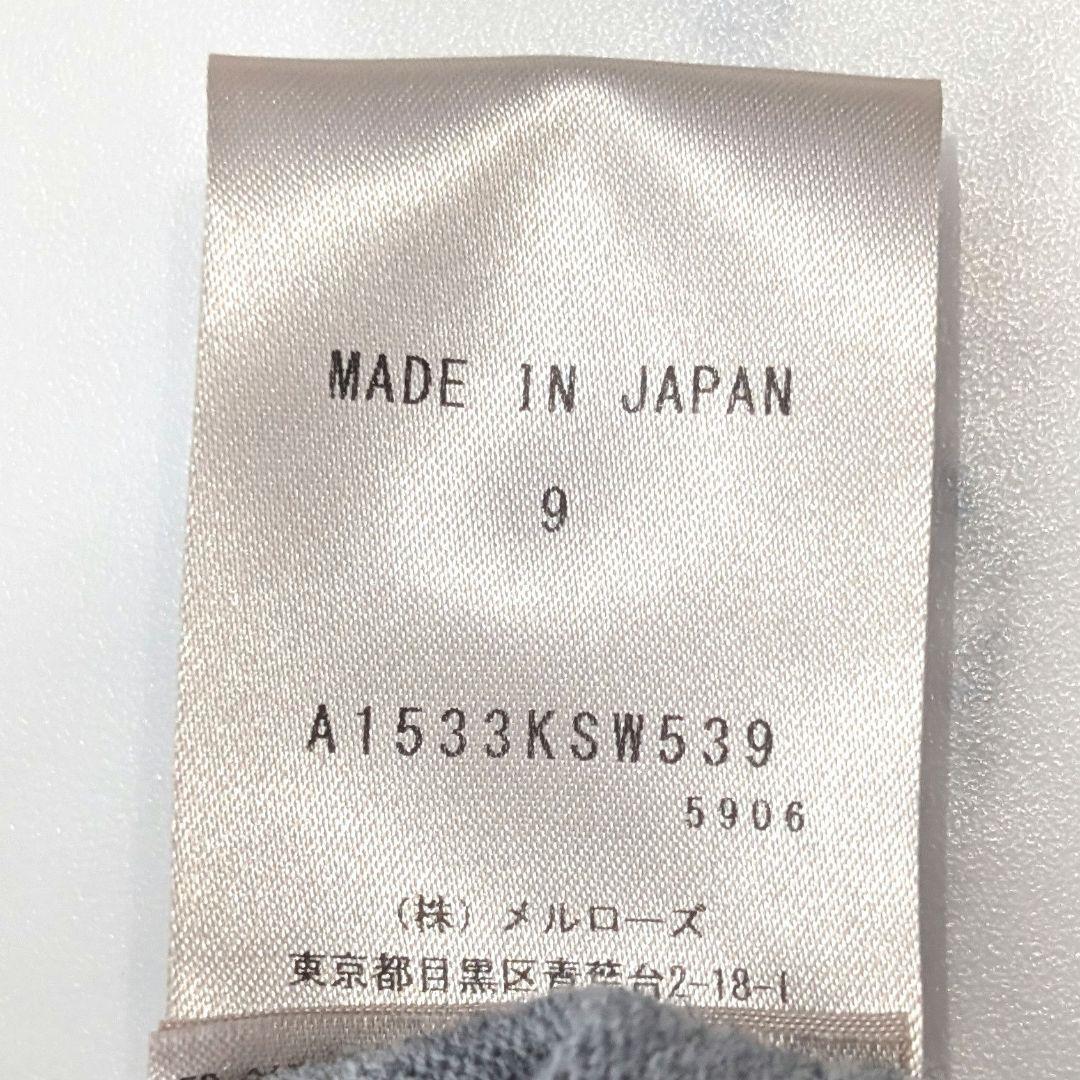 MADE IN JAPAN
9
A1533KSW539
5906
(株)メルローズ
東京都目黒区青葉台2-18-1